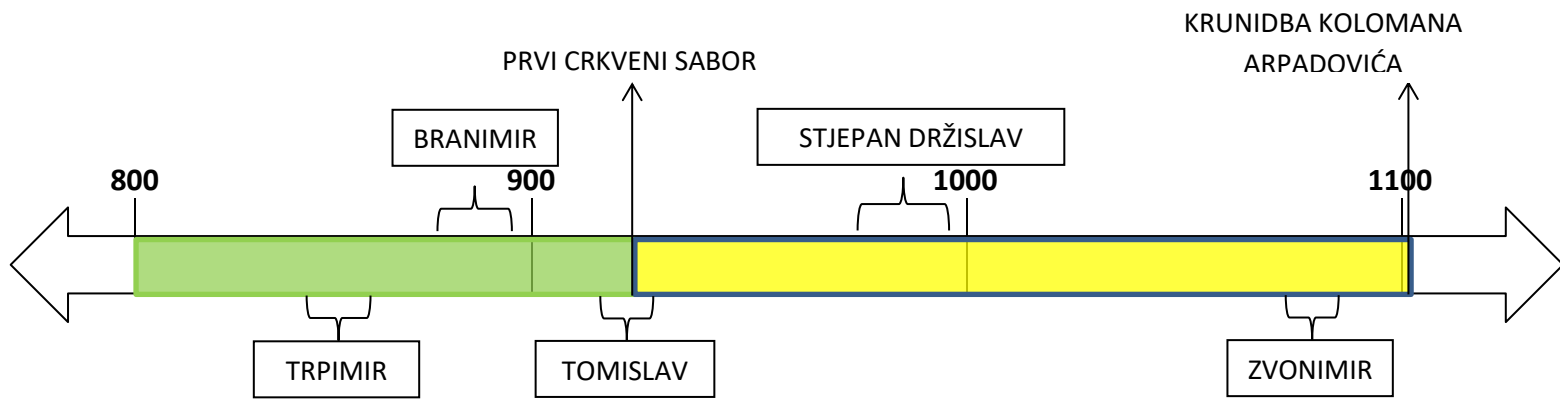 KRUNIDBA KOLOMANA
ARPADOVIĆA
PRVI CRKVENI SABOR
BRANIMIR
STJEPAN DRŽISLAV
800
900
1000
1100
TRPIMIR
TOMISLAV
ZVONIMIR